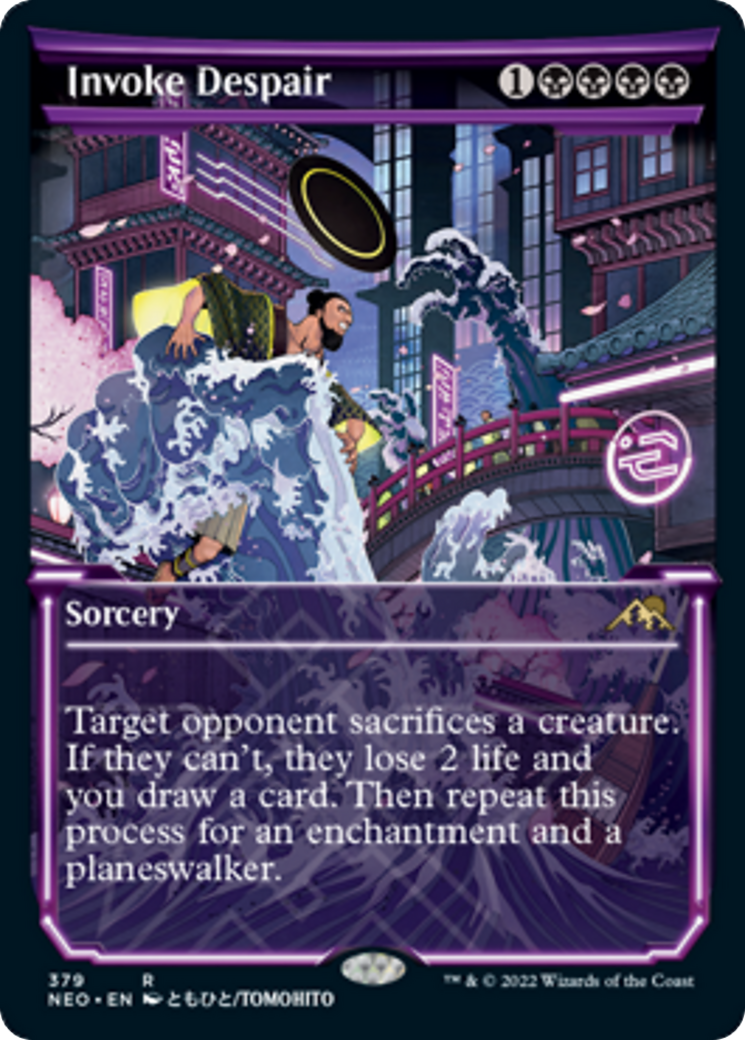 Invoke Despair 1
Sorcery
Target opponent sacrifices a creature.
If they can't, they lose 2 life and
you draw a card. Then repeat this
process for an enchantment and a
planeswalker.
379 R
NEO • EN ともひと/TOMOHITO
™ & © 2022 Wizards of the Coast